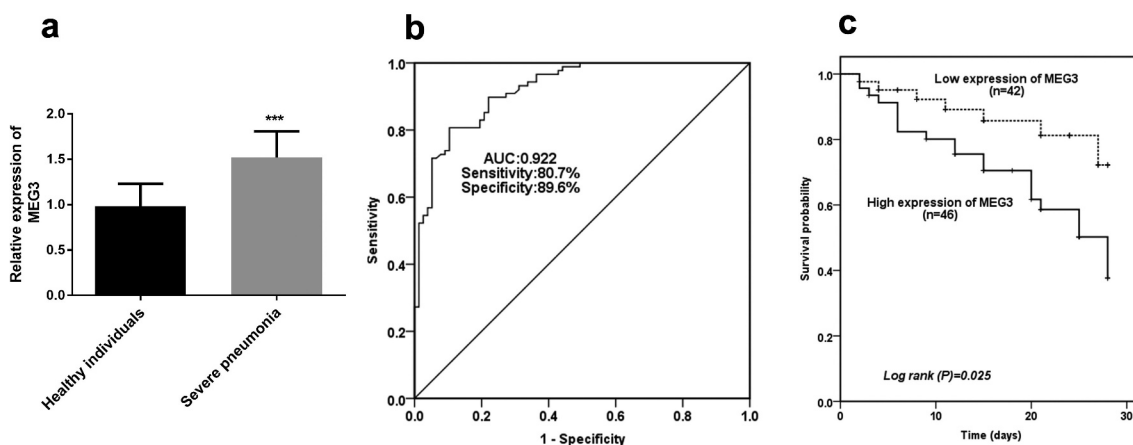 a
Relative expression of
MEG3
2.0
1.5
1.0
0.5
0.0
***
Healthy individuals
Severe pneumonia
b
Sensitivity
1.0
0.8
0.6
0.4
0.2
0.0
AUC:0.922
Sensitivity:80.7%
Specificity:89.6%
0.0
0.2
0.4
0.6
0.8
1.0
1 - Specificity
c
Survival probability
1.0
0.8
0.6
0.4
0.2
0.0
Low expression of MEG3
(n=42)
High expression of MEG3
(n=46)
Log rank (P)=0.025
0
10
20
30
Time (days)